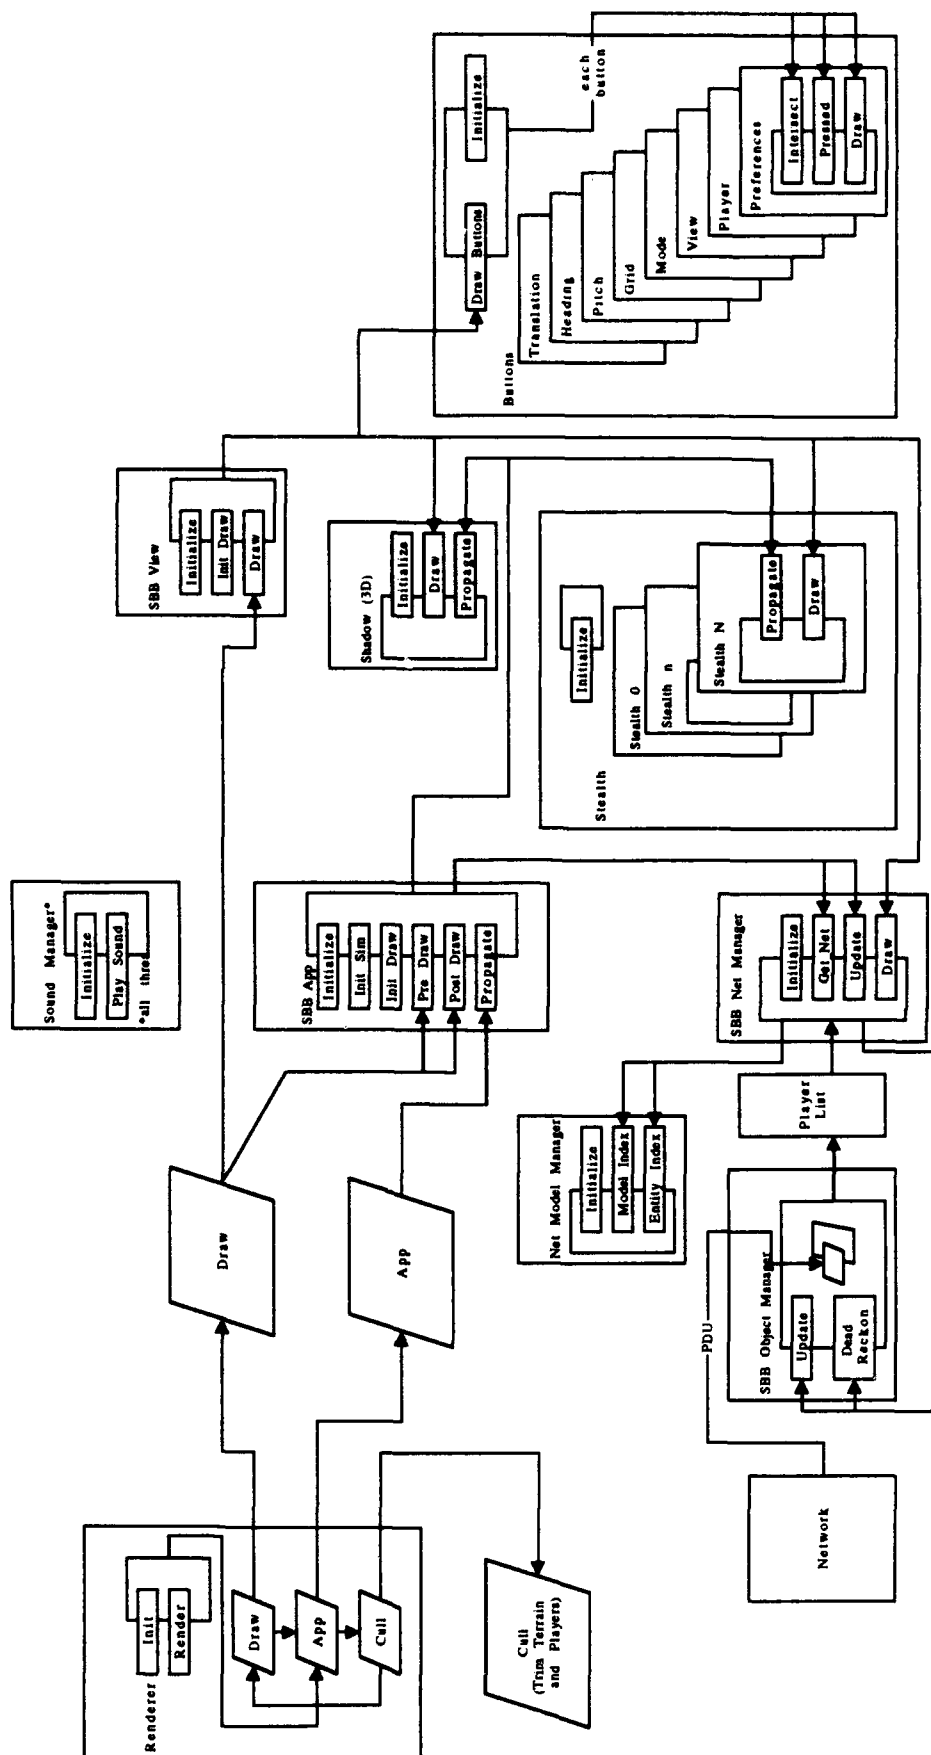 Renderer
Init
Render
Draw
App
Cull
Cull
(Trim Terrain
and Players)
Draw
App
Sound Manager*
Initialize
Play Sound
*all three
SBB View
Initialize
Init Draw
Draw
SBB App
Initialize
Init Sim
Init Draw
Pre Draw
Post Draw
Propagate
Shadow (3D)
Initialize
Draw
Propagate
Buttons
Draw Buttons
Initialize
each
button
Translation
Heading
Pitch
Grid
Mode
View
Player
Preferences
Intersect
Pressed
Draw
Stealth
Initialize
Stealth 0
Stealth n
Stealth N
Propagate
Draw
Net Model Manager
Initialize
Model Index
Entity Index
SBB Net Manager
Initialize
Get Net
Update
Draw
Player
List
SBB Object Manager
Update
Dead
Reckon
PDU
Network